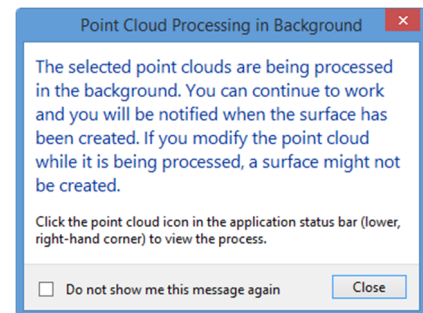 Point Cloud Processing in Background
The selected point clouds are being processed
in the background. You can continue to work
and you will be notified when the surface has
been created. If you modify the point cloud
while it is being processed, a surface might not
be created.
Click the point cloud icon in the application status bar (lower,
right-hand corner) to view the process.
Do not show me this message again
Close